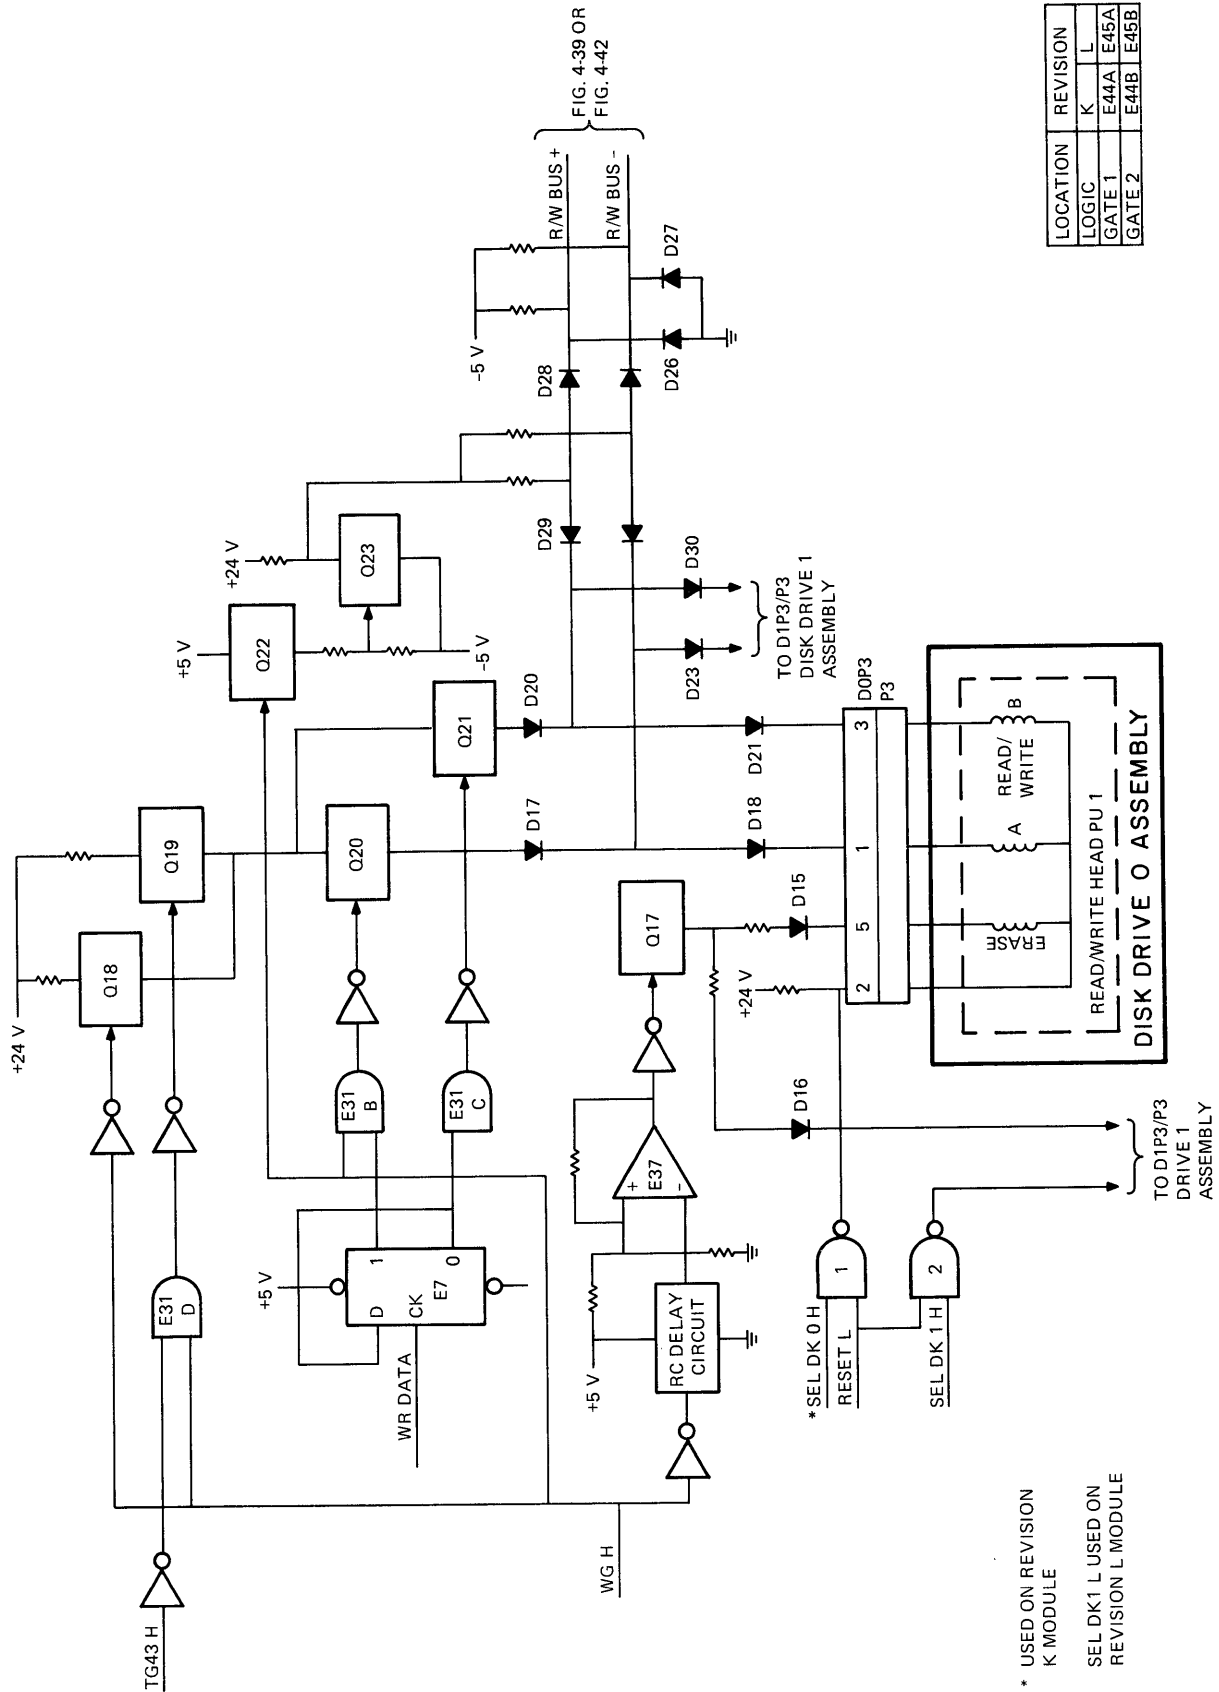 TG43 H
WG H
+24 V
Q18
Q19
E31
D
+5 V
D
1
CK
E7
0
WR DATA
E31
B
E31
C
Q20
Q21
+5 V
Q22
+24 V
Q23
-5 V
D17
D20
D29
D28
-5 V
R/W BUS +
R/W BUS -
FIG. 4-39 OR
FIG. 4-42
D26
D27
D23
D30
TO D1P3/P3
DISK DRIVE 1
ASSEMBLY
+5 V
RC DELAY
CIRCUIT
+
E37
-
Q17
D15
D18
D21
D16
+24 V
D0P3
P3
2
5
1
3
ERASE
A
READ/
WRITE
B
READ/WRITE HEAD PU 1
DISK DRIVE O ASSEMBLY
* SEL DK 0 H
RESET L
1
SEL DK 1 H
2
TO D1P3/P3
DRIVE 1
ASSEMBLY
* USED ON REVISION
K MODULE
SEL DK1 L USED ON
REVISION L MODULE
LOCATION REVISION
LOGIC K L
GATE 1 E44A E45A
GATE 2 E44B E45B